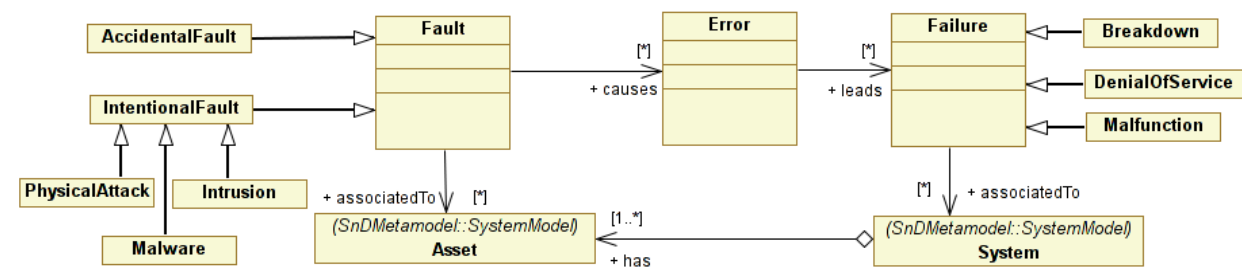 Fault
Error
Failure
AccidentalFault
Breakdown
[*]
[*]
+ causes
+ leads
DenialOfService
IntentionalFault
Malfunction
PhysicalAttack
Intrusion
+ associatedTo
[*]
[*]
+ associatedTo
Malware
(SnDMetamodel::SystemModel)
Asset
[1..*]
+ has
(SnDMetamodel::SystemModel)
System